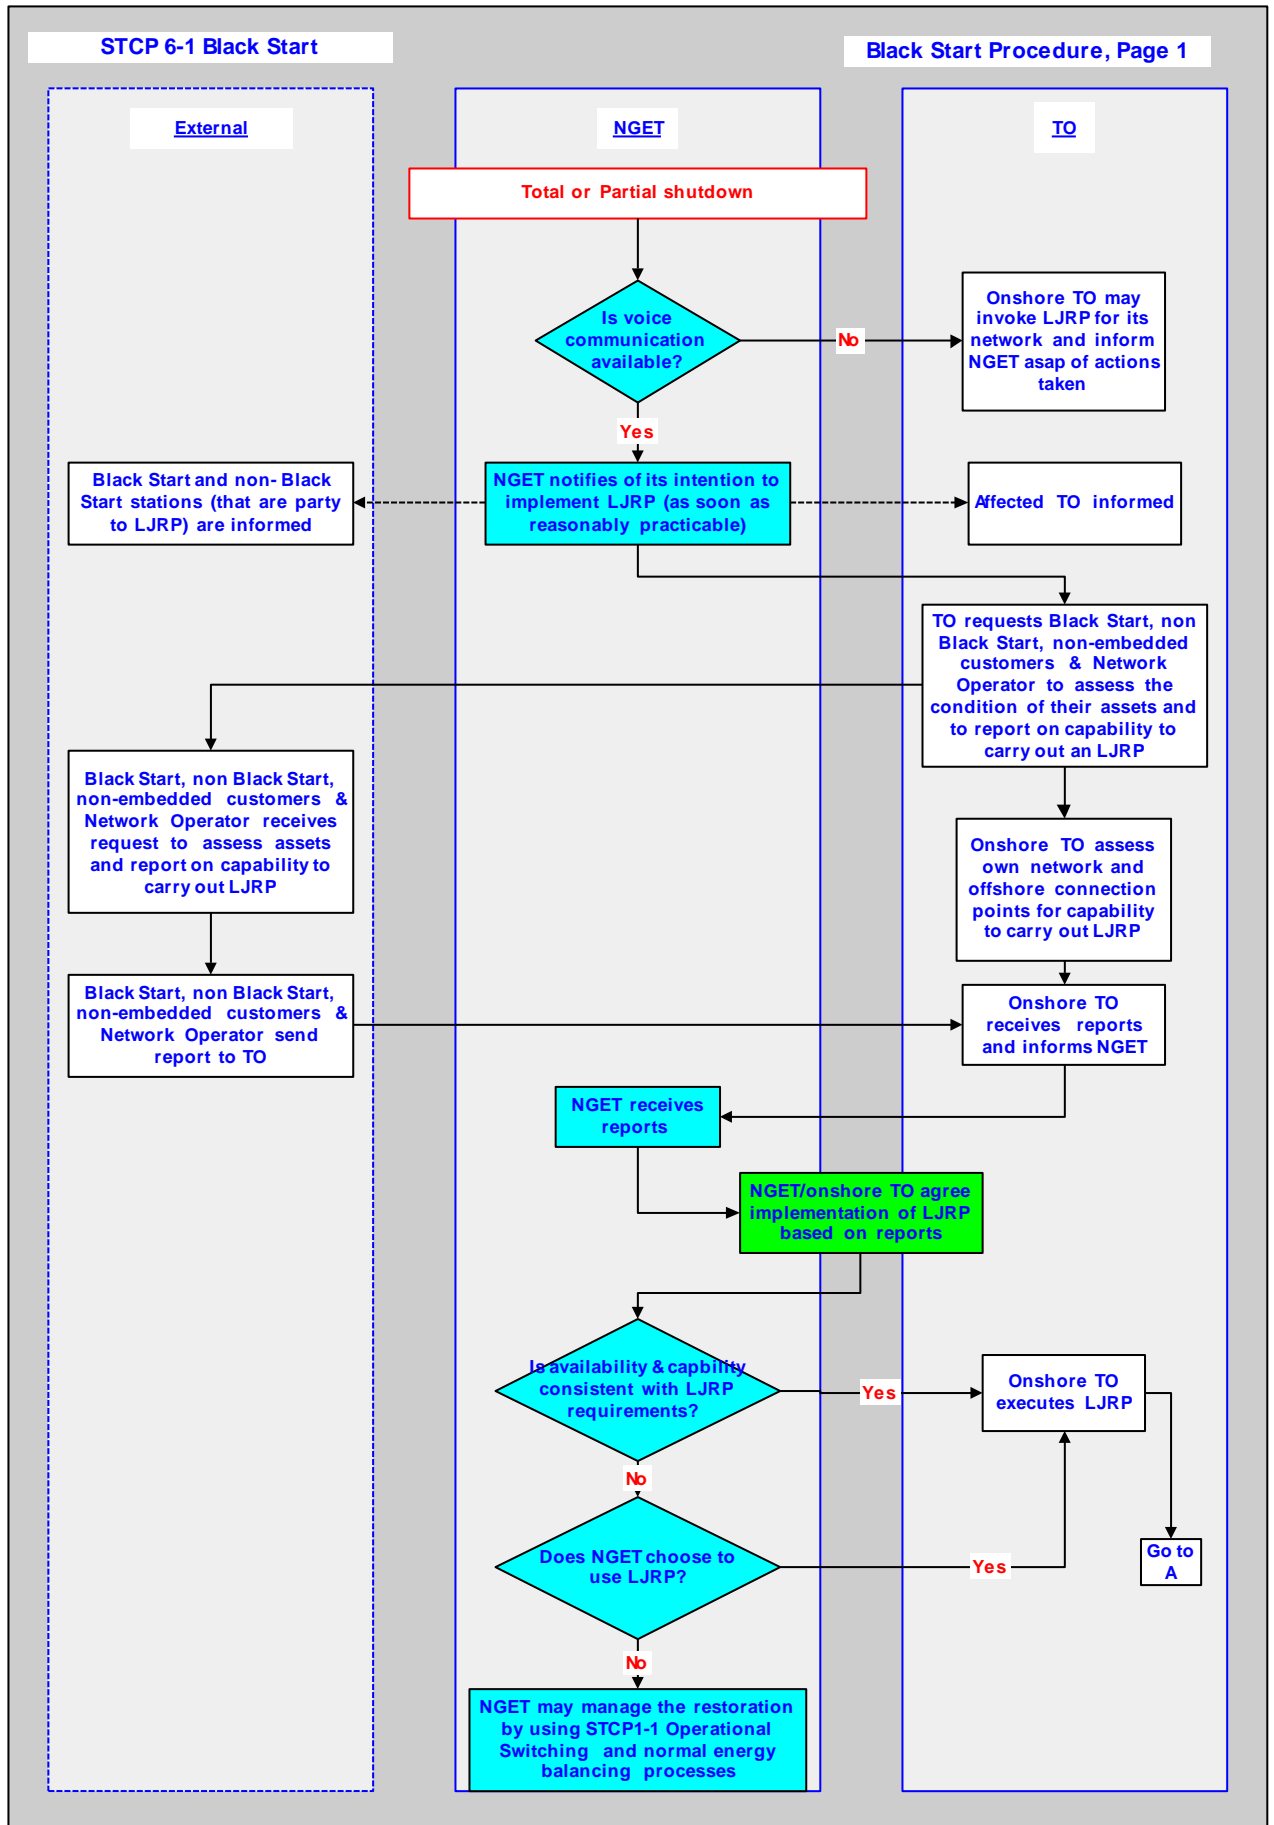 STCP 6-1 Black Start
Black Start Procedure, Page 1
External
NGET
TO
Total or Partial shutdown
Is voice
communication
available?
No
Onshore TO may
invoke LJRP for its
network and inform
NGET asap of actions
taken
Yes
Black Start and non- Black
Start stations (that are party
to LJRP) are informed
NGET notifies of its intention to
implement LJRP (as soon as
reasonably practicable)
Affected TO informed
TO requests Black Start, non
Black Start, non-embedded
customers & Network
Operator to assess the
condition of their assets and
to report on capability to
carry out an LJRP
Black Start, non Black Start,
non-embedded customers &
Network Operator receives
request to assess assets
and report on capability to
carry out LJRP
Onshore TO assess
own network and
offshore connection
points for capability
to carry out LJRP
Black Start, non Black Start,
non-embedded customers &
Network Operator send
report to TO
Onshore TO
receives reports
and informs NGET
NGET receives
reports
NGET/onshore TO agree
implementation of LJRP
based on reports
Is availability & capbility
consistent with LJRP
requirements?
Yes
Onshore TO
executes LJRP
No
Does NGET choose to
use LJRP?
Yes
Go to
A
No
NGET may manage the restoration
by using STCP1-1 Operational
Switching and normal energy
balancing processes